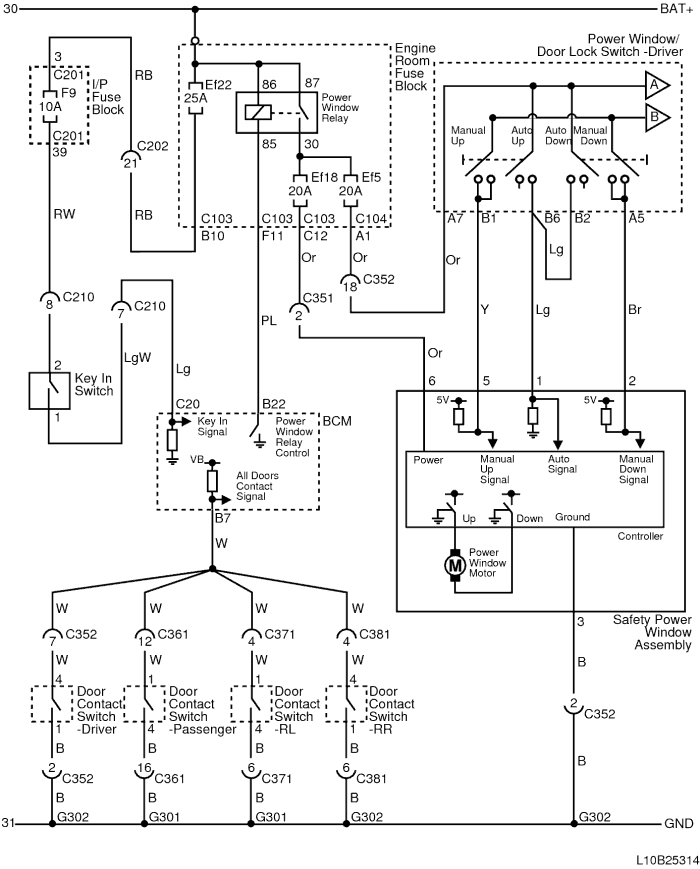 30
BAT+
3
C201
F9
10A
C201
39
I/P
Fuse
Block
RB
C202
21
RB
RW
Ef22
25A
86
87
Power
Window
Relay
85
30
Ef18
20A
Ef5
20A
Engine
Room
Fuse
Block
C103
C103
C103
C104
B10
F11
C12
A1
Or
Or
C352
18
C351
2
PL
Power Window/
Door Lock Switch -Driver
A
B
Manual
Up
Auto
Up
Auto
Down
Manual
Down
A7
B1
B6
B2
A5
Or
Lg
Y
Lg
Br
Or
C210
8
C210
7
LgW
Lg
2
Key In
Switch
1
C20
B22
BCM
Key In
Signal
Power
Window
Relay
Control
VB
All Doors
Contact
Signal
B7
W
6
5
1
2
5V
5V
Power
Manual
Up
Signal
Auto
Signal
Manual
Down
Signal
Up
Down
Ground
Controller
M
Power
Window
Motor
Safety Power
Window
Assembly
3
B
2
C352
B
G302
W
W
W
W
7
C352
12
C361
4
C371
4
C381
W
W
W
W
4
1
1
4
Door
Contact
Switch
-Driver
Door
Contact
Switch
-Passenger
Door
Contact
Switch
-RL
Door
Contact
Switch
-RR
1
4
4
1
B
B
B
B
2
C352
16
C361
6
C371
6
C381
B
B
B
B
G302
G301
G301
G302
31
GND
L10B25314